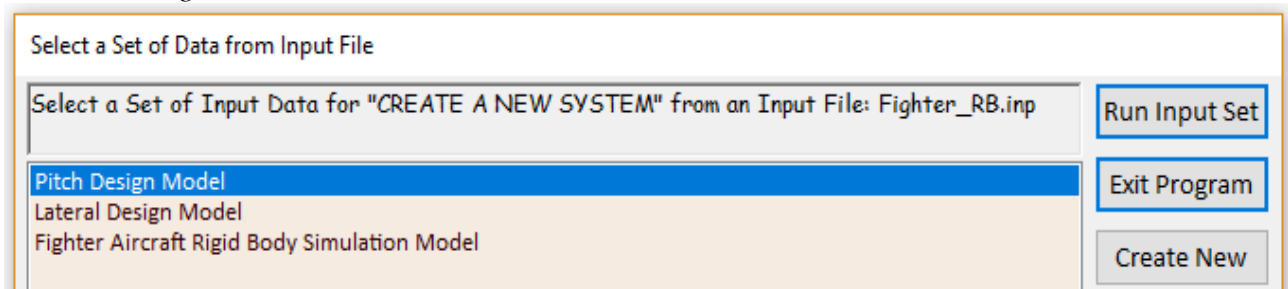 Select a Set of Data from Input File
Select a Set of Input Data for "CREATE A NEW SYSTEM" from an Input File: Fighter_RB.inp
Run Input Set
Pitch Design Model
Exit Program
Lateral Design Model
Fighter Aircraft Rigid Body Simulation Model
Create New